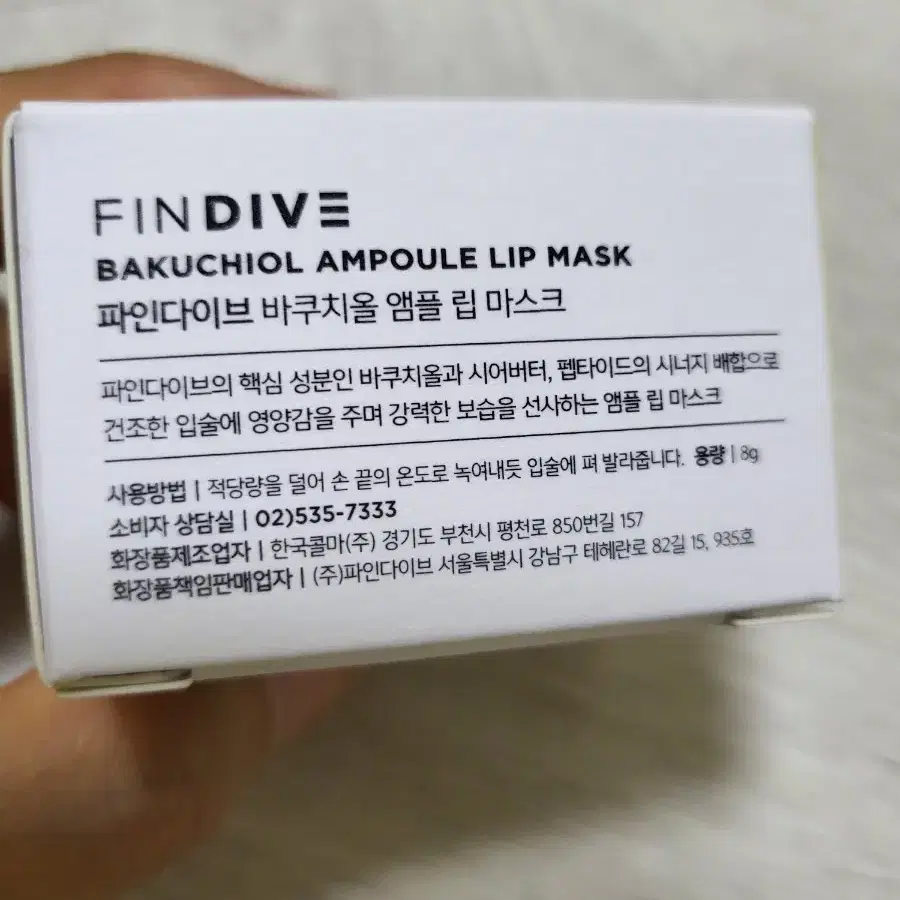 FINDIVE
BAKUCHIOL AMPOULE LIP MASK
파인다이브 바쿠치올 앰플 립 마스크
파인다이브의 핵심 성분인 바쿠치올과 시어버터, 펩타이드의 시너지 배합으로
건조한 입술에 영양감을 주며 강력한 보습을 선사하는 앰플 립 마스크
사용방법 | 적당량을 덜어 손 끝의 온도로 녹여내듯 입술에 펴 발라줍니다. 용량 | 8g
소비자 상담실 | 02)535-7333
화장품제조업자 | 한국콜마(주) 경기도 부천시 평천로 850번길 157
화장품책임판매업자 | (주)파인다이브 서울특별시 강남구 테헤란로 82길 15, 935호